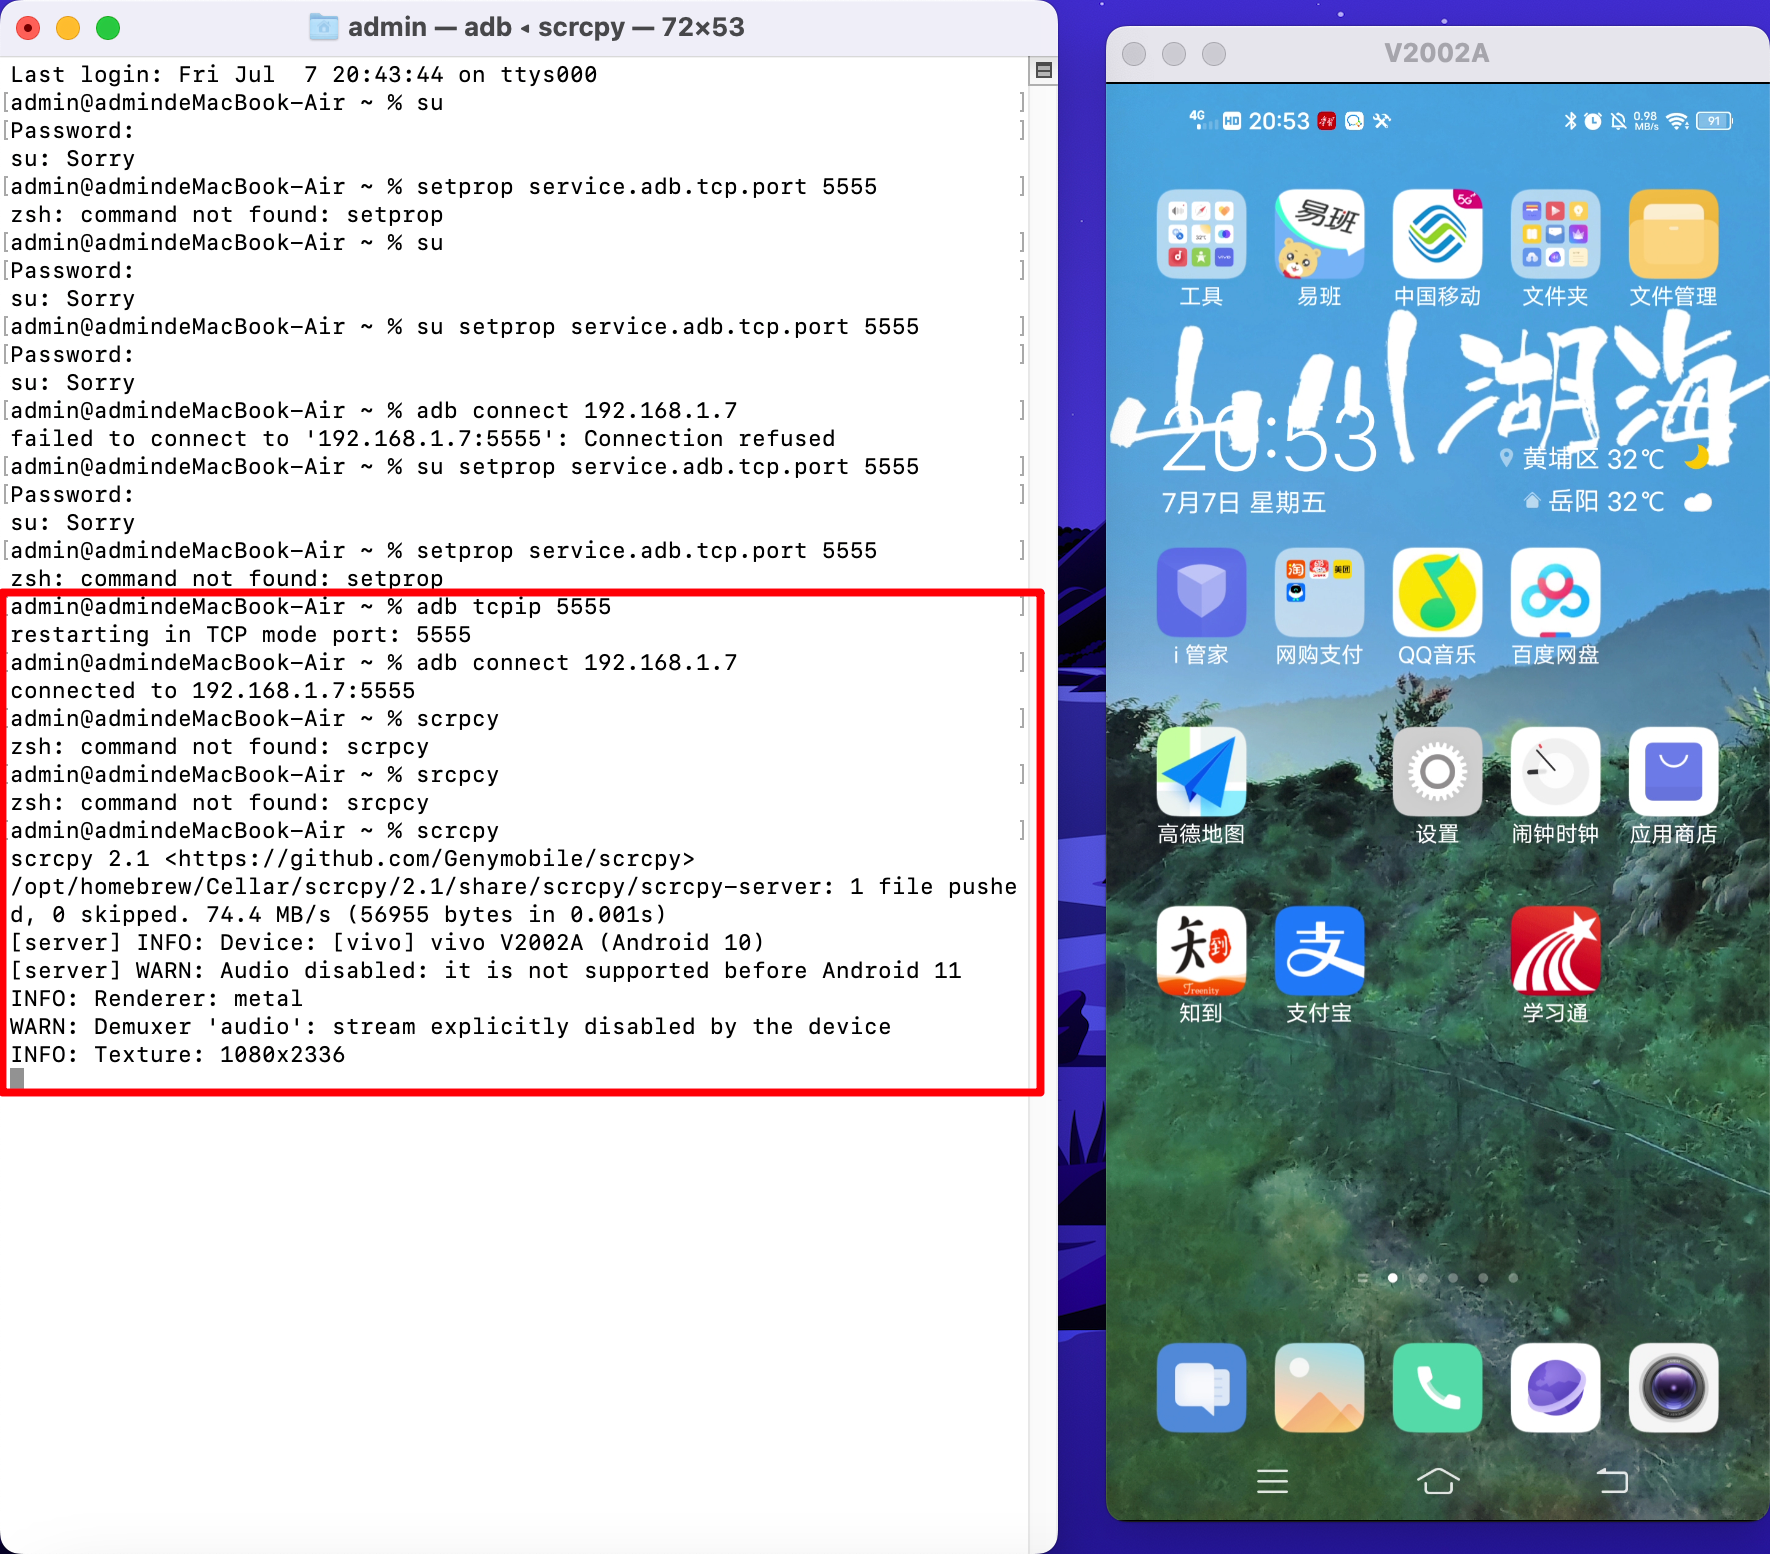 admin — adb ◂ scrcpy — 72×53
Last login: Fri Jul  7 20:43:44 on ttys000
admin@admindeMacBook-Air ~ % su
Password:
su: Sorry
admin@admindeMacBook-Air ~ % setprop service.adb.tcp.port 5555
zsh: command not found: setprop
admin@admindeMacBook-Air ~ % su
Password:
su: Sorry
admin@admindeMacBook-Air ~ % su setprop service.adb.tcp.port 5555
Password:
su: Sorry
admin@admindeMacBook-Air ~ % adb connect 192.168.1.7
failed to connect to '192.168.1.7:5555': Connection refused
admin@admindeMacBook-Air ~ % su setprop service.adb.tcp.port 5555
Password:
su: Sorry
admin@admindeMacBook-Air ~ % setprop service.adb.tcp.port 5555
zsh: command not found: setprop
admin@admindeMacBook-Air ~ % adb tcpip 5555
restarting in TCP mode port: 5555
admin@admindeMacBook-Air ~ % adb connect 192.168.1.7
connected to 192.168.1.7:5555
admin@admindeMacBook-Air ~ % scrpcy
zsh: command not found: scrpcy
admin@admindeMacBook-Air ~ % srcpcy
zsh: command not found: srcpcy
admin@admindeMacBook-Air ~ % scrcpy
scrcpy 2.1 <https://github.com/Genymobile/scrcpy>
/opt/homebrew/Cellar/scrcpy/2.1/share/scrcpy/scrcpy-server: 1 file pushe
d, 0 skipped. 74.4 MB/s (56955 bytes in 0.001s)
[server] INFO: Device: [vivo] vivo V2002A (Android 10)
[server] WARN: Audio disabled: it is not supported before Android 11
INFO: Renderer: metal
WARN: Demuxer 'audio': stream explicitly disabled by the device
INFO: Texture: 1080x2336
V2002A
4G HD 20:53 0.98 MB/s 91
易班 5G
工具 易班 中国移动 文件夹 文件管理
山川湖海
20:53
黄埔区 32℃
7月7日 星期五
岳阳 32℃
淘 美团
i 管家 网购支付 QQ音乐 百度网盘
高德地图 设置 闹钟时钟 应用商店
知到 支
Treenity
知到 支付宝 学习通